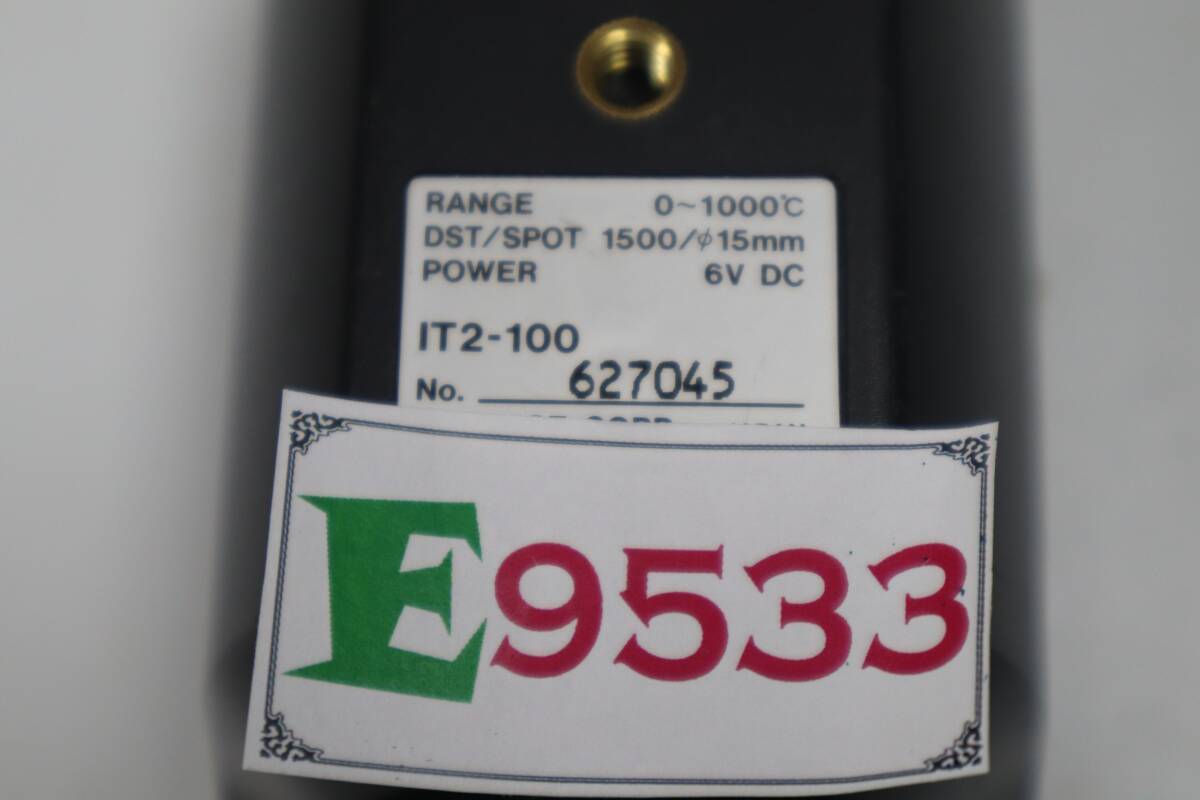 RANGE 0~1000℃
DST/SPOT 1500/φ15mm
POWER 6V DC
IT2-100
No. 627045
E9533